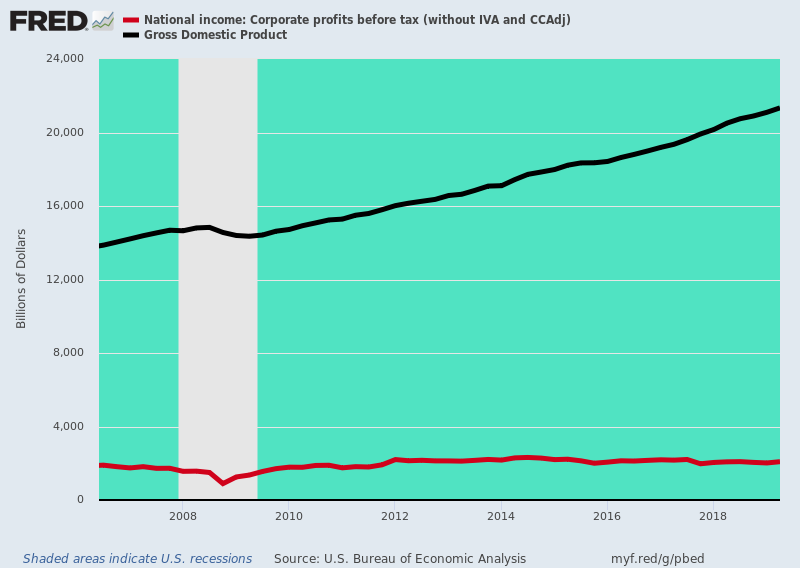 FRED
National income: Corporate profits before tax (without IVA and CCAdj)
Gross Domestic Product
24,000
20,000
16,000
12,000
8,000
4,000
0
Billions of Dollars
2008 2010 2012 2014 2016 2018
Shaded areas indicate U.S. recessions Source: U.S. Bureau of Economic Analysis myf.red/g/pbed